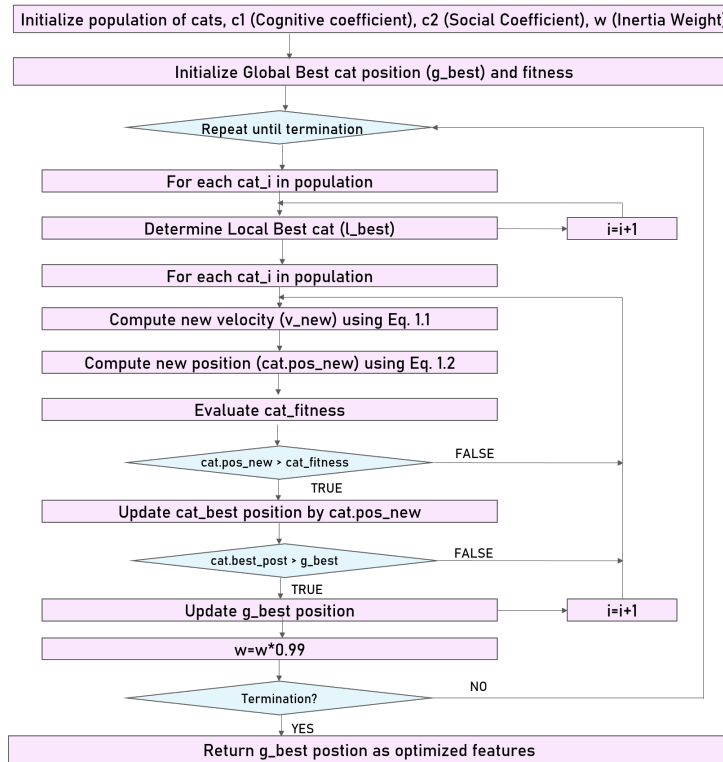 Initialize population of cats, c1 (Cognitive coefficient), c2 (Social Coefficient), w (Inertia Weight)
Initialize Global Best cat position (g_best) and fitness
Repeat until termination
For each cat_i in population
Determine Local Best cat (l_best)
i=i+1
For each cat_i in population
Compute new velocity (v_new) using Eq. 1.1
Compute new position (cat.pos_new) using Eq. 1.2
Evaluate cat_fitness
cat.pos_new > cat_fitness
FALSE
TRUE
Update cat_best position by cat.pos_new
cat.best_post > g_best
FALSE
TRUE
Update g_best position
i=i+1
w=w*0.99
Termination?
NO
YES
Return g_best postion as optimized features